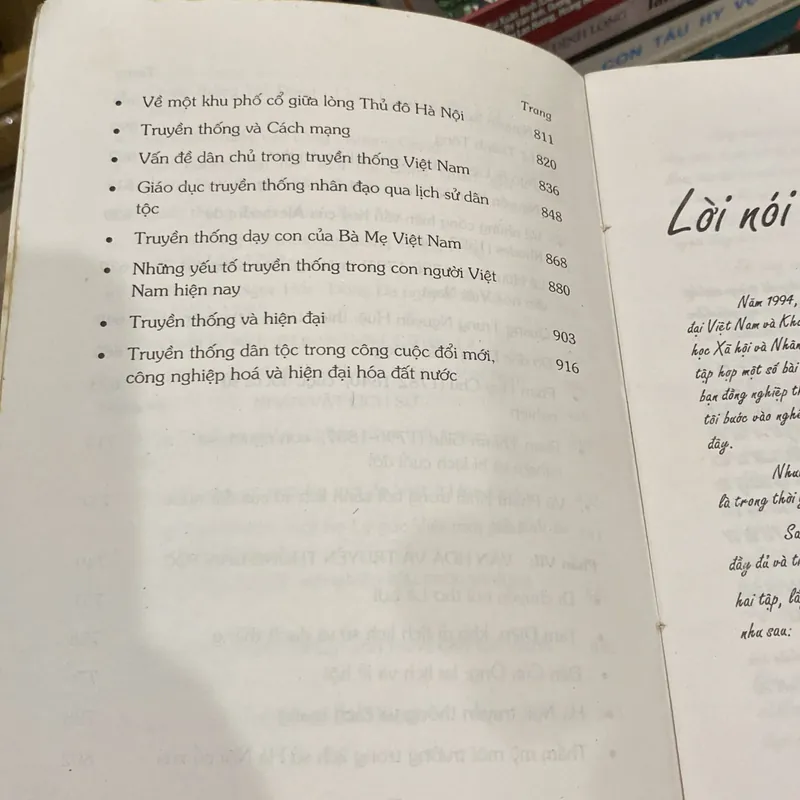 Trang
• Về một khu phố cổ giữa lòng Thủ đô Hà Nội 811
• Truyền thống và Cách mạng 820
• Vấn đề dân chủ trong truyền thống Việt Nam 836
• Giáo dục truyền thống nhân đạo qua lịch sử dân 848
tộc
• Truyền thống dạy con của Bà Mẹ Việt Nam 868
• Những yếu tố truyền thống trong con người Việt 880
Nam hiện nay
• Truyền thống và hiện đại 903
• Truyền thống dân tộc trong công cuộc đổi mới, 916
công nghiệp hoá và hiện đại hóa đất nước
Lời nói
Năm 1994,
đại Việt Nam và
học Xã hội và Nhân
tập hợp một số bài
bạn đồng nghiệp
tôi bước vào
đây.
là trong thời
đầy đủ và
hai tập,
như sau:
CON TÀU HY
ĐÌNH LONG